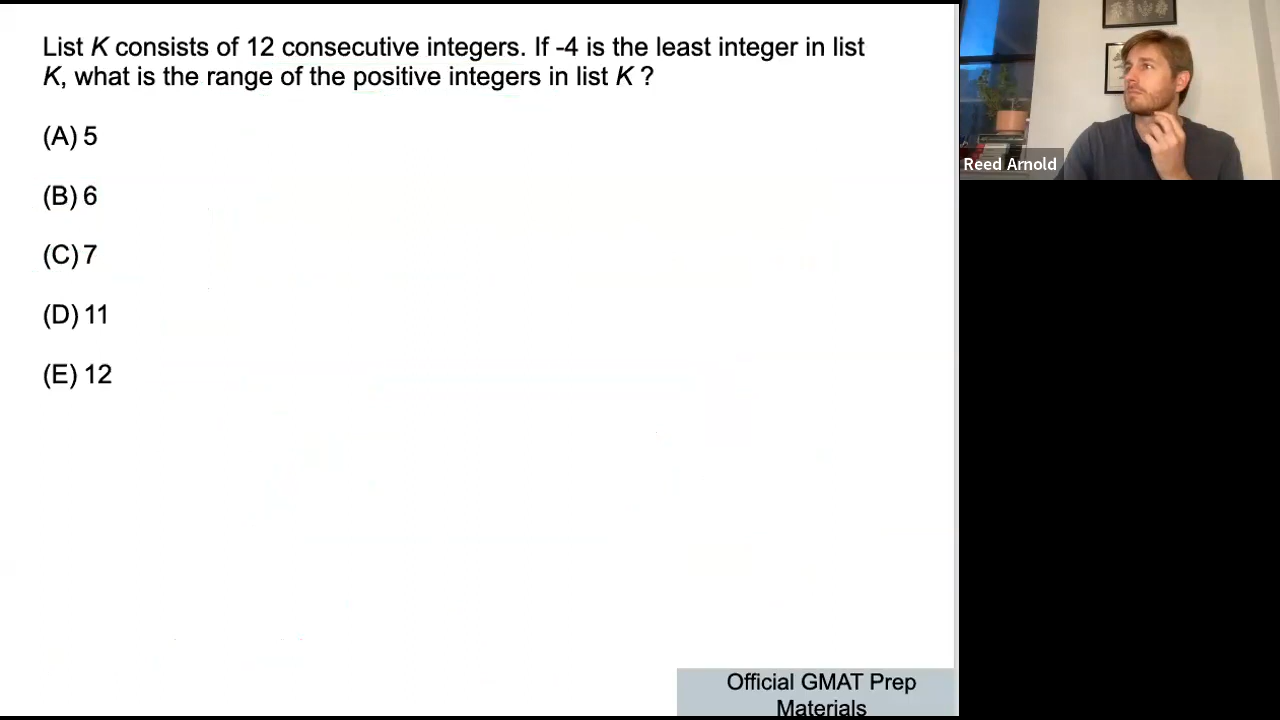 List K consists of 12 consecutive integers. If -4 is the least integer in list
K, what is the range of the positive integers in list K ?
(A) 5
(B) 6
(C) 7
(D) 11
(E) 12
Reed Arnold
Official GMAT Prep
Materials